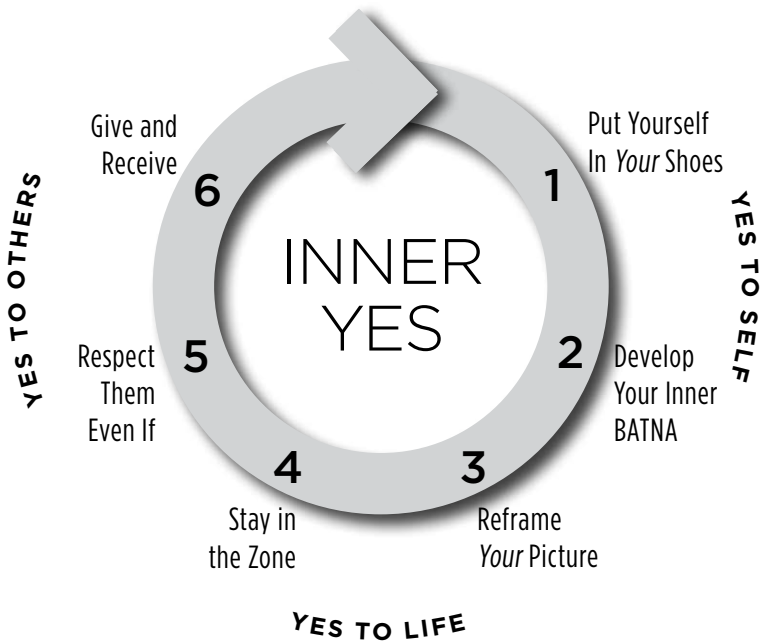 INNER
YES
1
Put Yourself
In Your Shoes
2
Develop
Your Inner
BATNA
YES TO SELF
3
Reframe
Your Picture
4
Stay in
the Zone
YES TO LIFE
5
Respect
Them
Even If
6
Give and
Receive
YES TO OTHERS